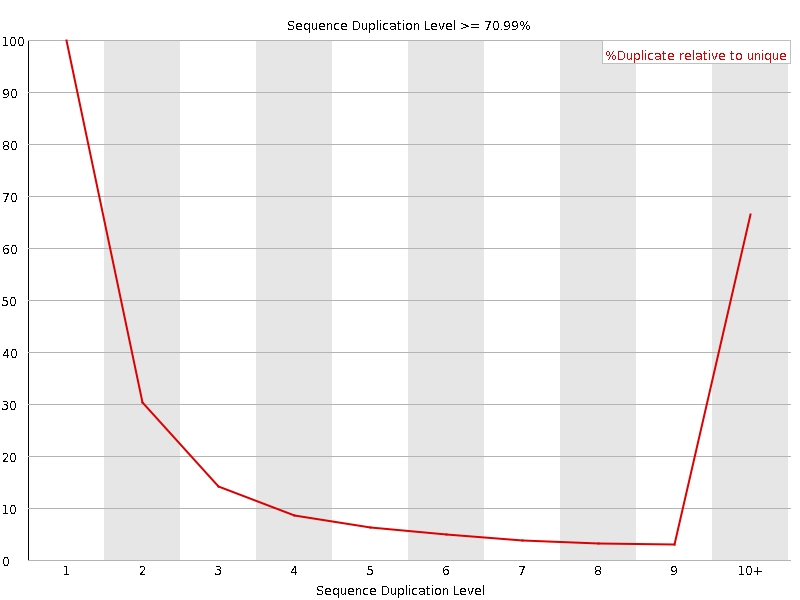 Sequence Duplication Level >= 70.99%
%Duplicate relative to unique
100
90
80
70
60
50
40
30
20
10
0
1 2 3 4 5 6 7 8 9 10+
Sequence Duplication Level